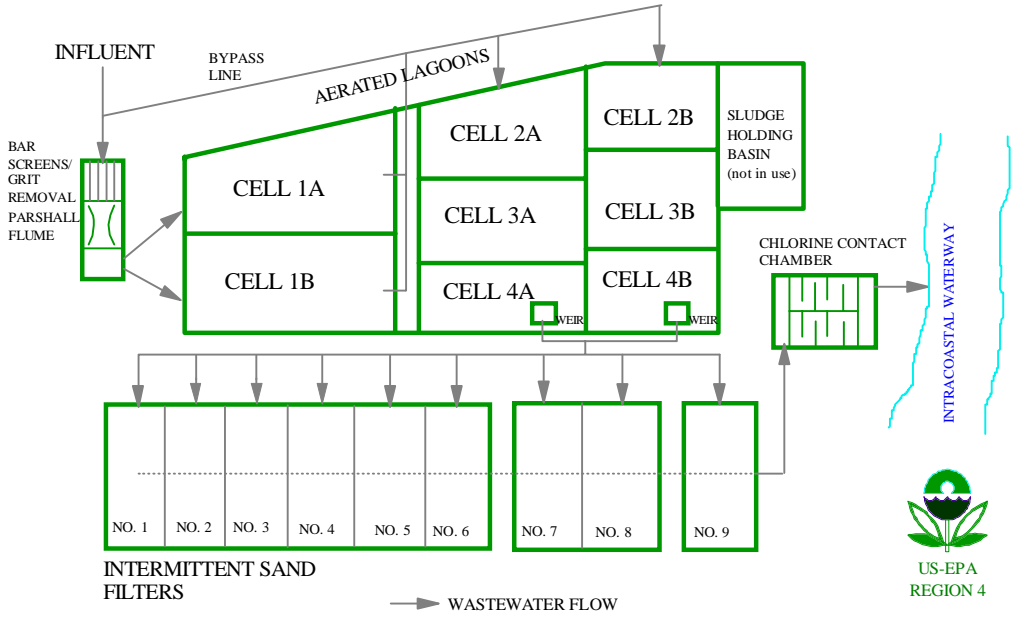 INFLUENT
BYPASS
LINE
AERATED LAGOONS
BAR
SCREENS/
GRIT
REMOVAL
PARSHALL
FLUME
CELL 1A
CELL 1B
CELL 2A
CELL 3A
CELL 4A
WEIR
CELL 2B
CELL 3B
CELL 4B
WEIR
SLUDGE
HOLDING
BASIN
(not in use)
CHLORINE CONTACT
CHAMBER
INTRACOASTAL WATERWAY
NO. 1
NO. 2
NO. 3
NO. 4
NO. 5
NO. 6
NO. 7
NO. 8
NO. 9
INTERMITTENT SAND
FILTERS
WASTEWATER FLOW
US-EPA
REGION 4